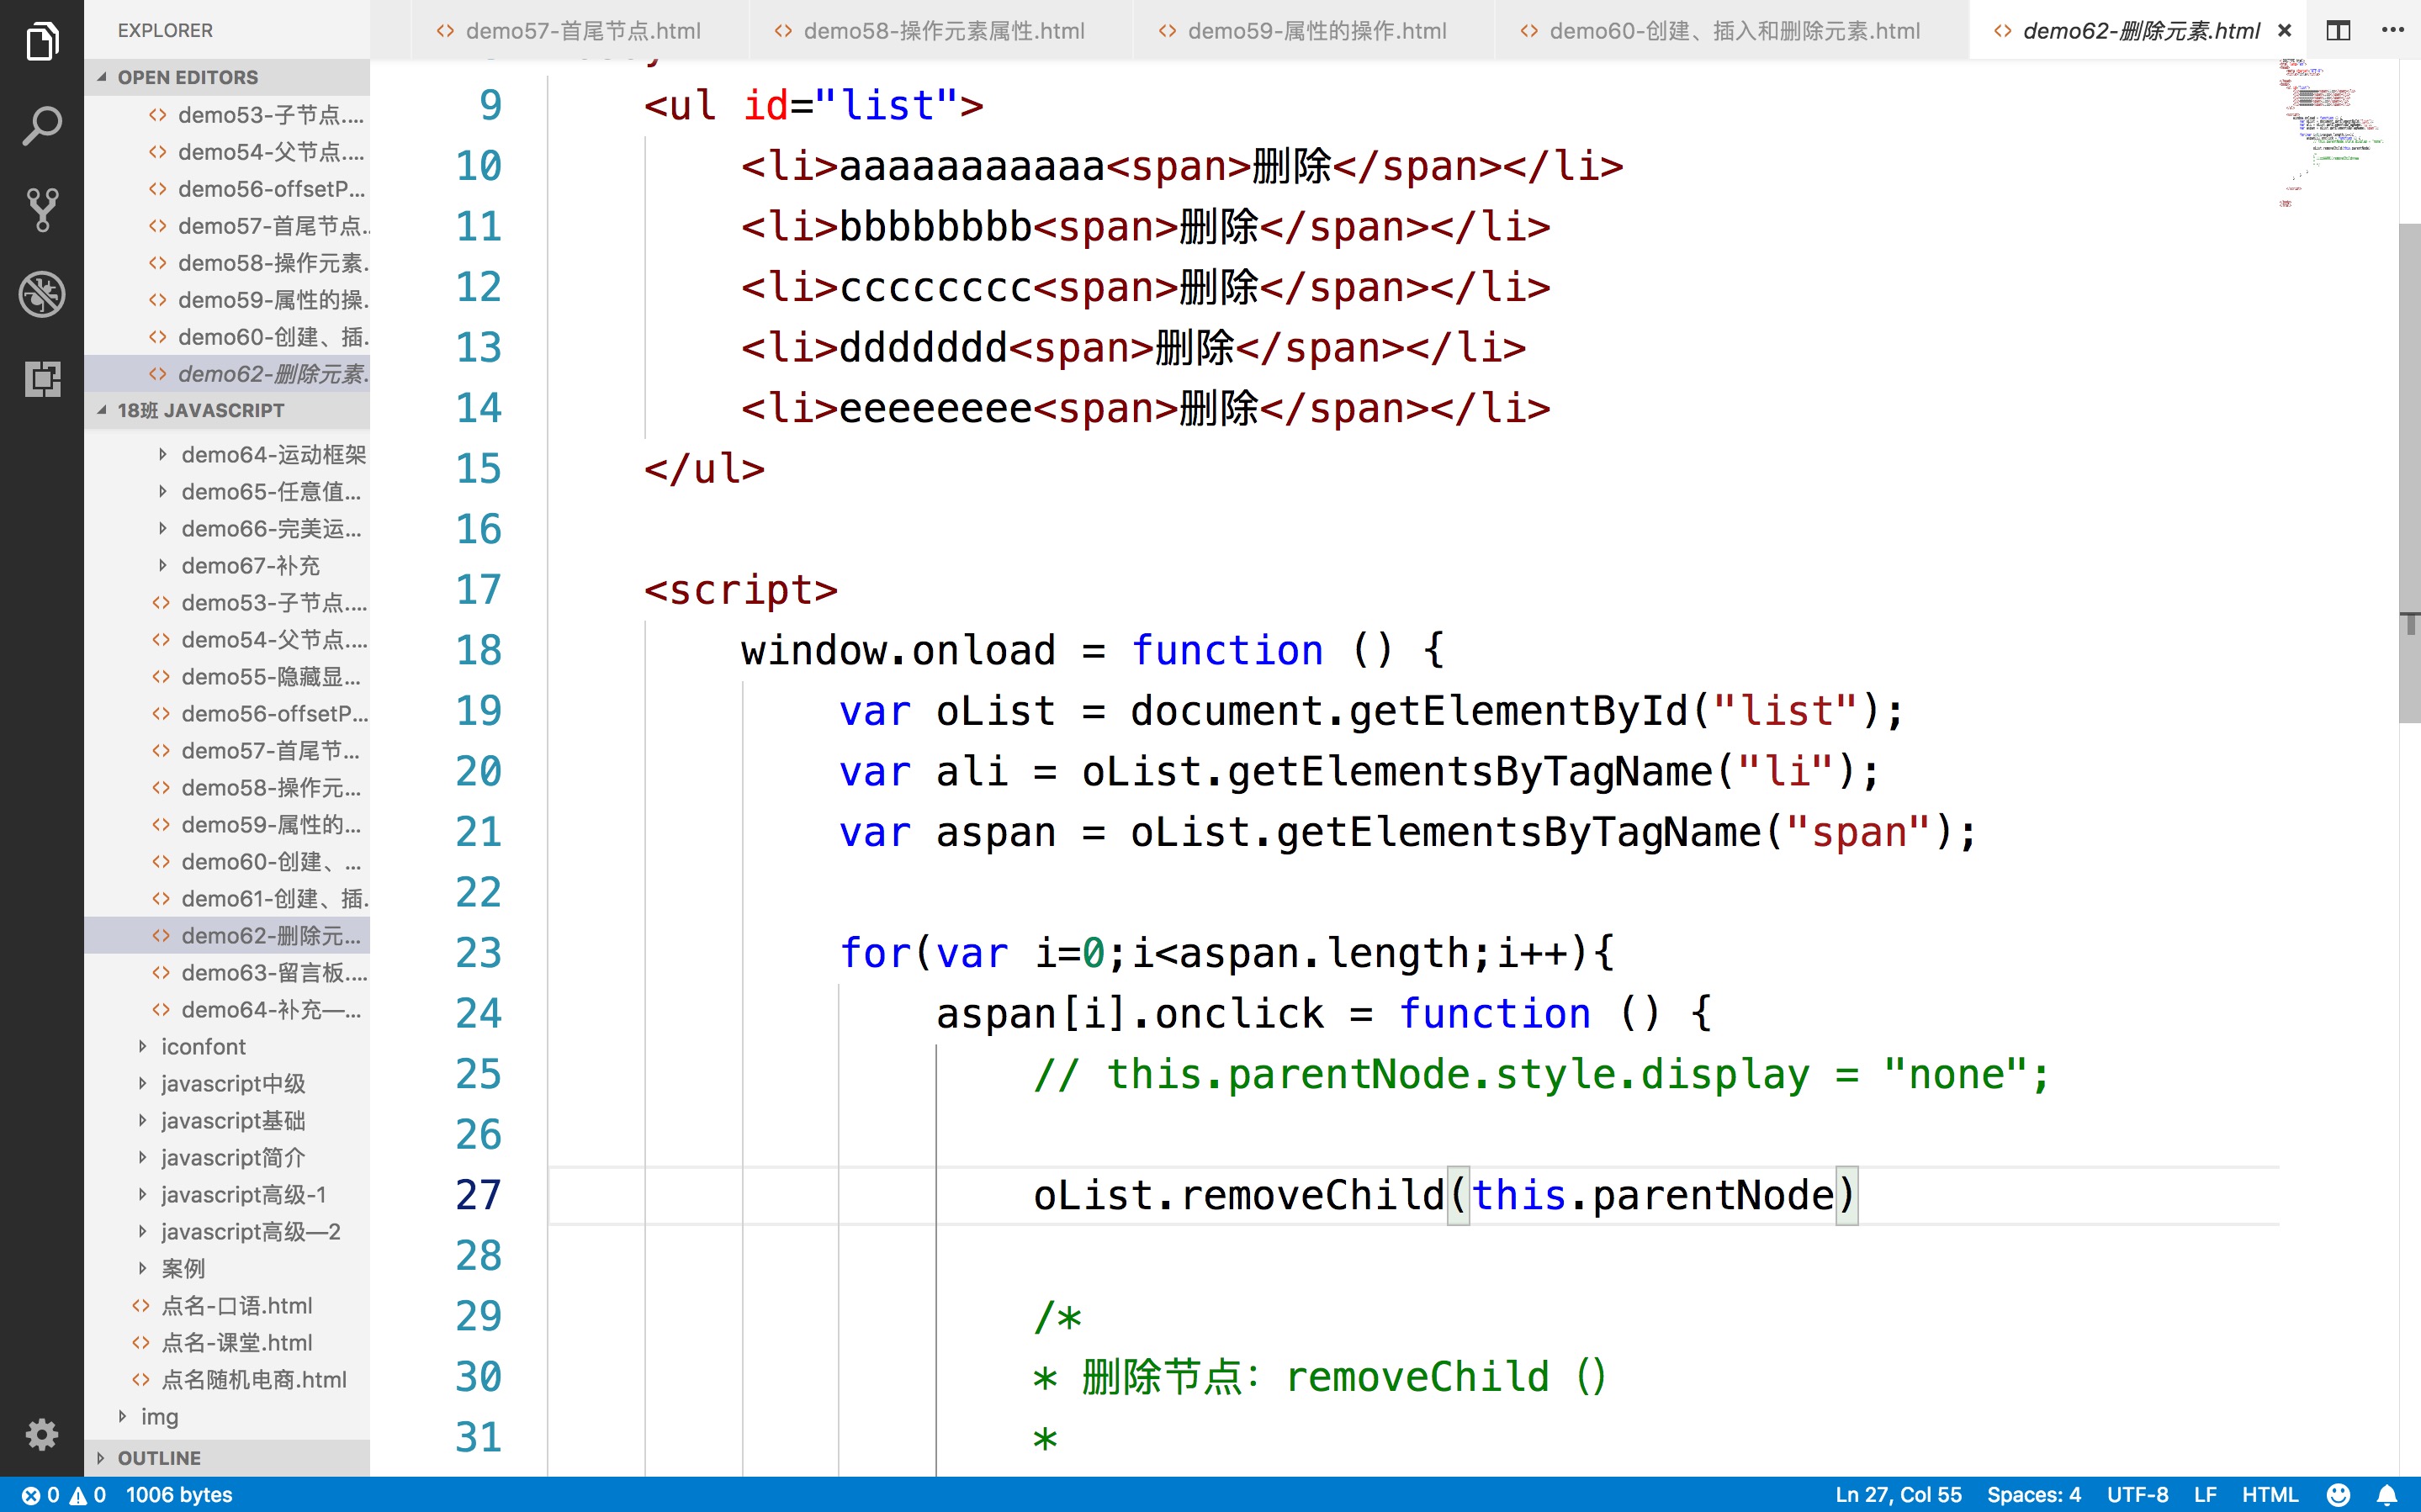 EXPLORER
OPEN EDITORS
demo53-子节点....
demo54-父节点....
demo56-offsetP...
demo57-首尾节点.
demo58-操作元素.
demo59-属性的操.
demo60-创建、插.
demo62-删除元素.
18班 JAVASCRIPT
demo64-运动框架
demo65-任意值...
demo66-完美运...
demo67-补充
demo53-子节点....
demo54-父节点....
demo55-隐藏显...
demo56-offsetP...
demo57-首尾节...
demo58-操作元...
demo59-属性的...
demo60-创建、...
demo61-创建、插.
demo62-删除元...
demo63-留言板....
demo64-补充—...
iconfont
javascript中级
javascript基础
javascript简介
javascript高级-1
javascript高级—2
案例
点名-口语.html
点名-课堂.html
点名随机电商.html
img
OUTLINE
demo57-首尾节点.html
demo58-操作元素属性.html
demo59-属性的操作.html
demo60-创建、插入和删除元素.html
demo62-删除元素.html
9 <ul id="list">
10 <li>aaaaaaaaaaa<span>删除</span></li>
11 <li>bbbbbbbb<span>删除</span></li>
12 <li>cccccccc<span>删除</span></li>
13 <li>ddddddd<span>删除</span></li>
14 <li>eeeeeeee<span>删除</span></li>
15 </ul>
16
17 <script>
18 window.onload = function () {
19 var oList = document.getElementById("list");
20 var ali = oList.getElementsByTagName("li");
21 var aspan = oList.getElementsByTagName("span");
22
23 for(var i=0;i<aspan.length;i++){
24 aspan[i].onclick = function () {
25 // this.parentNode.style.display = "none";
26
27 oList.removeChild(this.parentNode)
28
29 /*
30 * 删除节点：removeChild（）
31 *
0 0 1006 bytes
Ln 27, Col 55 Spaces: 4 UTF-8 LF HTML